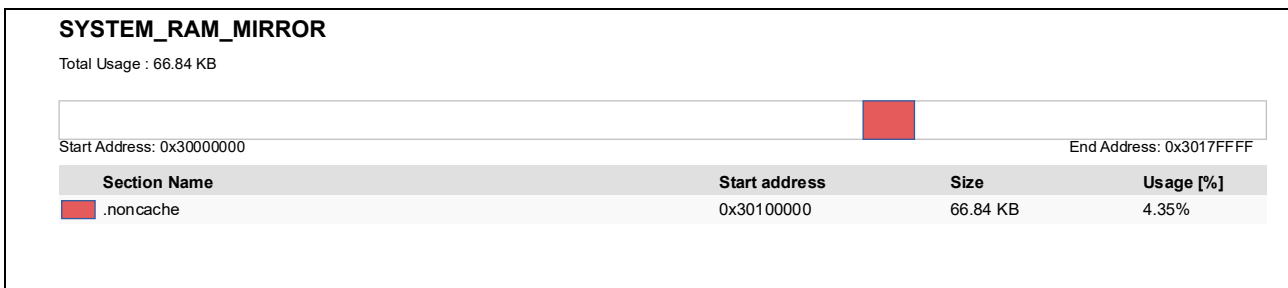 SYSTEM_RAM_MIRROR
Total Usage : 66.84 KB
Start Address: 0x30000000 End Address: 0x3017FFFF
Section Name Start address Size Usage [%]
.noncache 0x30100000 66.84 KB 4.35%